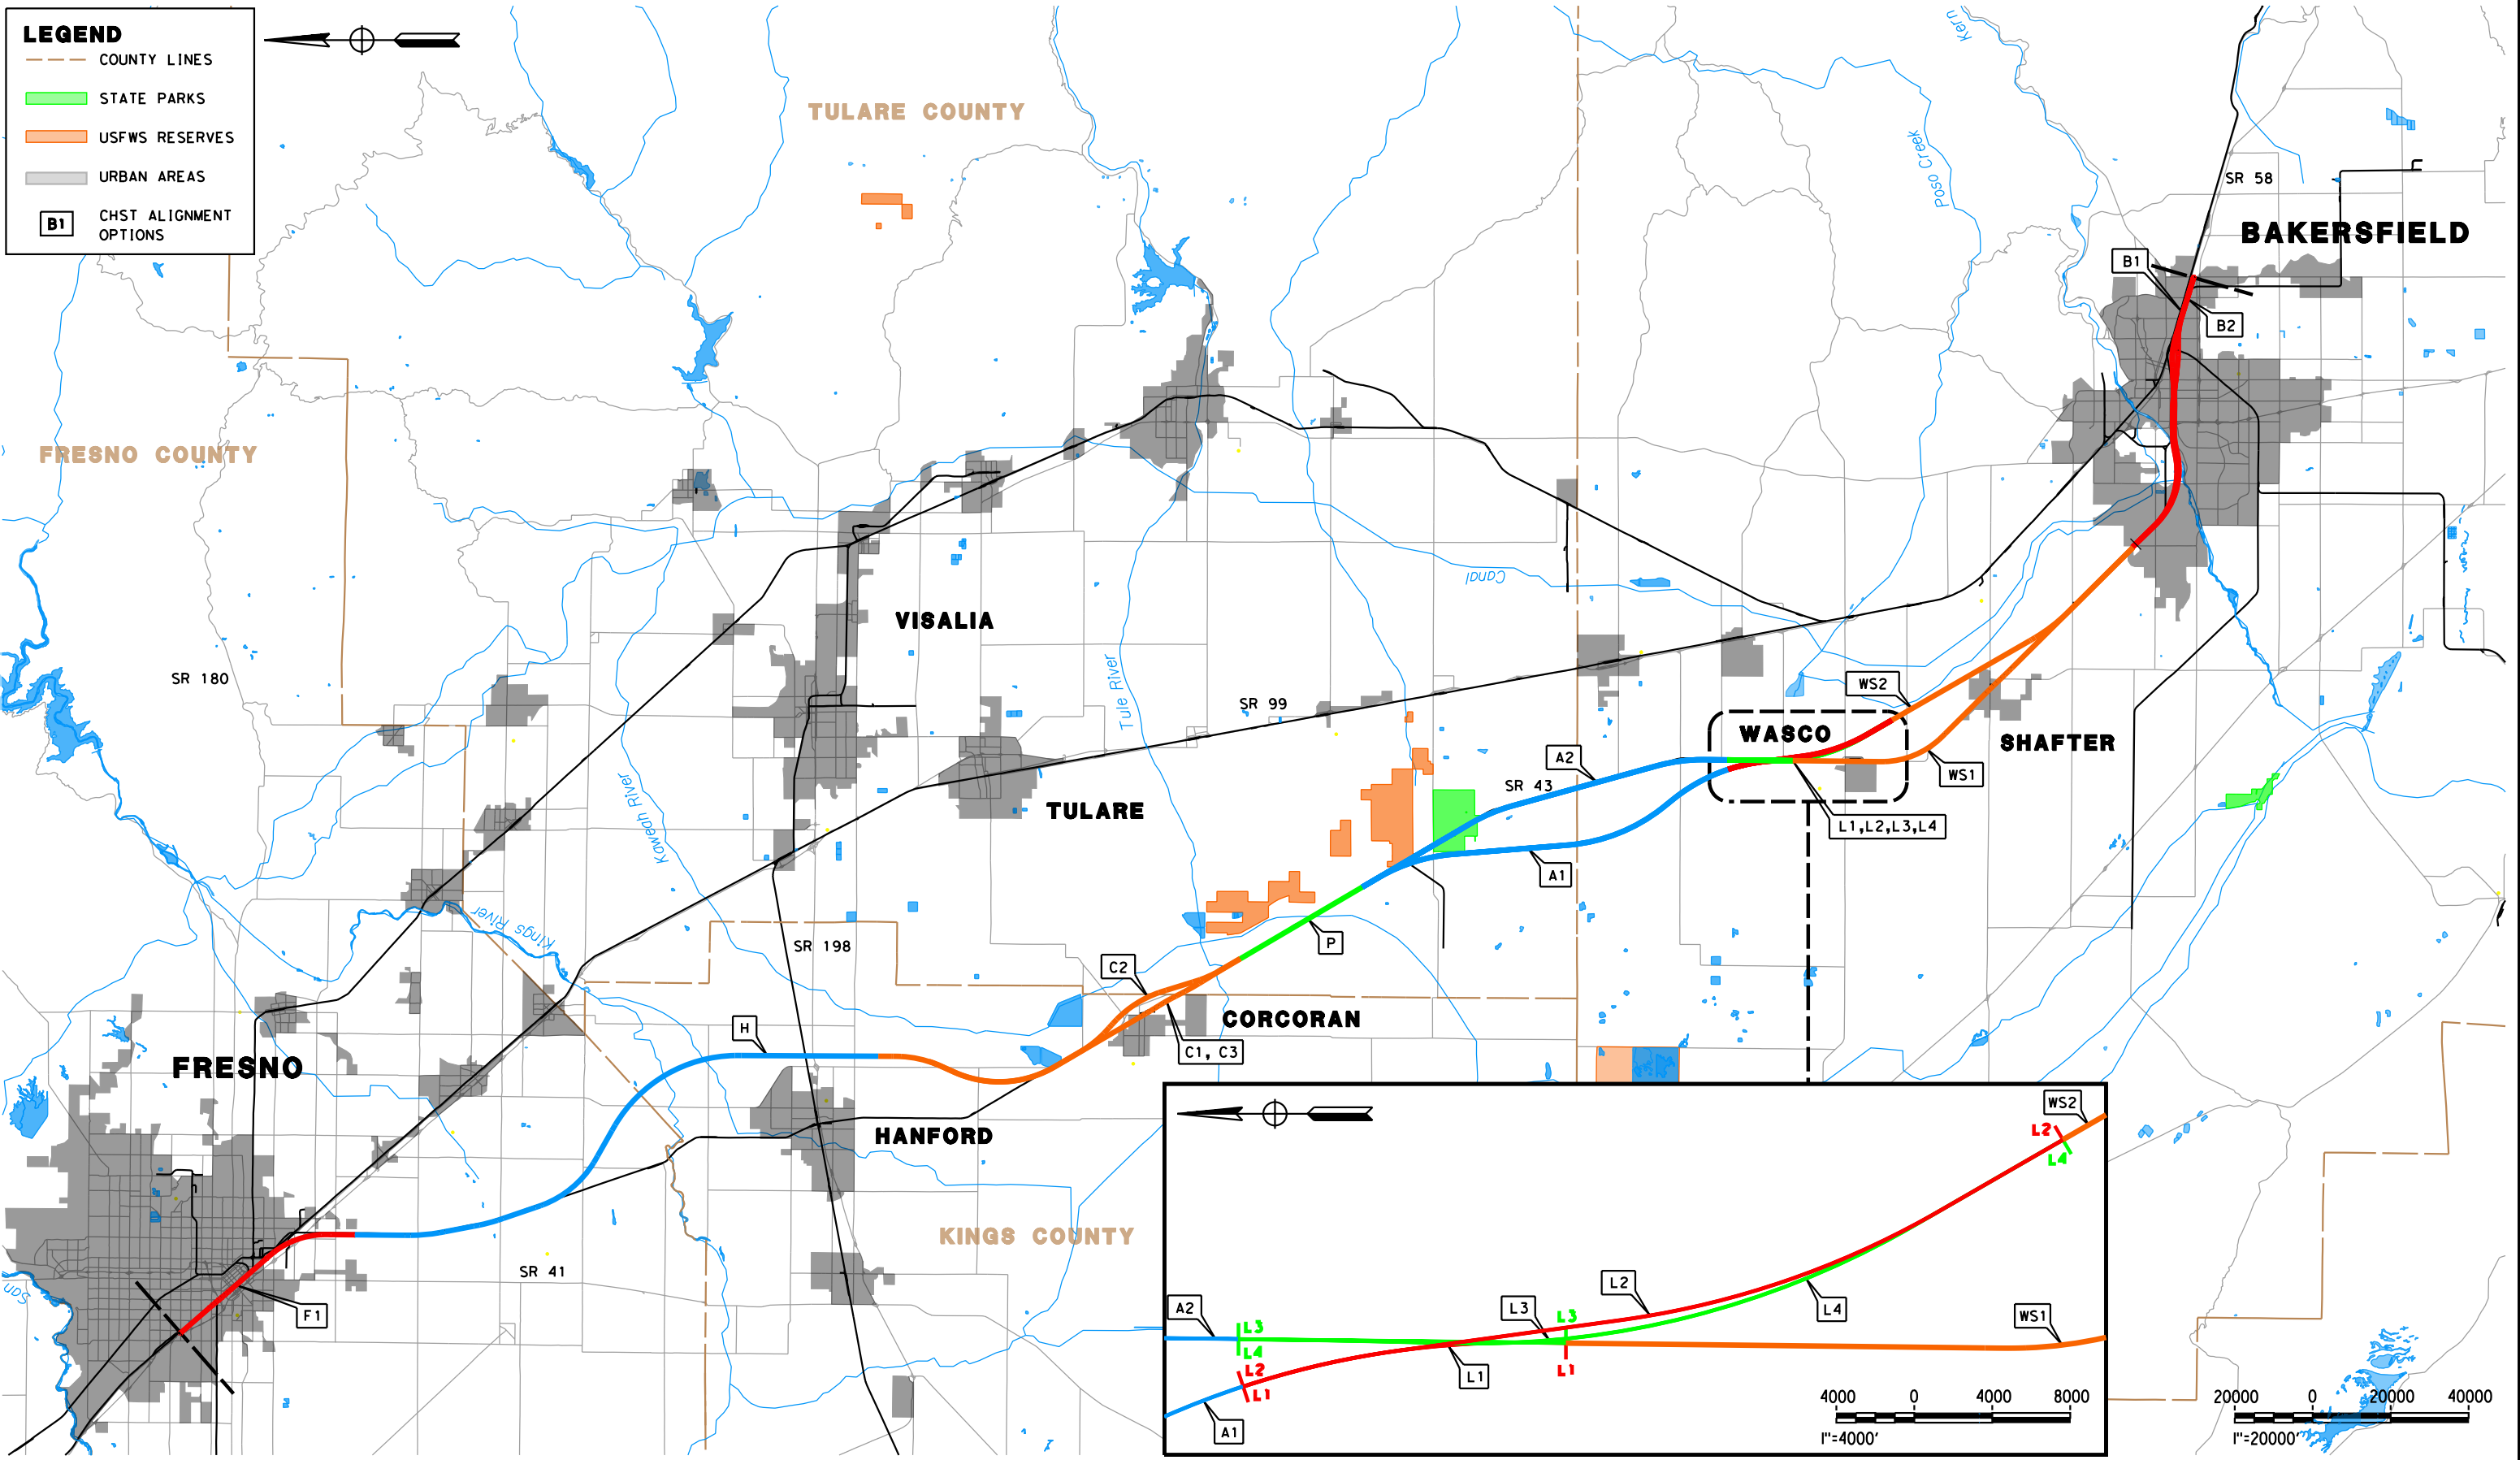 LEGEND
COUNTY LINES
STATE PARKS
USFWS RESERVES
URBAN AREAS
B1
CHST ALIGNMENT
OPTIONS
TULARE COUNTY
FRESNO COUNTY
KINGS COUNTY
Kern
Poso Creek
SR 58
BAKERSFIELD
B1
B2
Canal
VISALIA
SR 180
Tule River
SR 99
WS2
WASCO
SHAFTER
A2
SR 43
WS1
Kaweah River
TULARE
L1,L2,L3,L4
A1
Kings River
SR 198
P
C2
CORCORAN
H
C1, C3
FRESNO
HANFORD
SR 41
San
F1
WS2
L2
L4
L2
L3
L3
L4
A2
L3
L4
WS1
L1
L1
L2
L1
A1
4000 0 4000 8000
1"=4000'
20000 0 20000 40000
1"=20000'